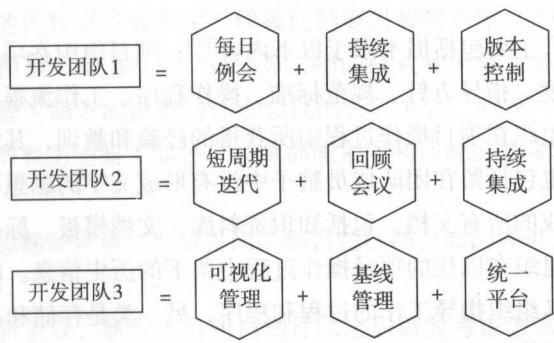 开发团队1
=
每日
例会
+
持续
集成
+
版本
控制
开发团队2
=
短周期
迭代
+
回顾
会议
持续
集成
开发团队3
=
可视化
管理
+
基线
管理
+
统
平台